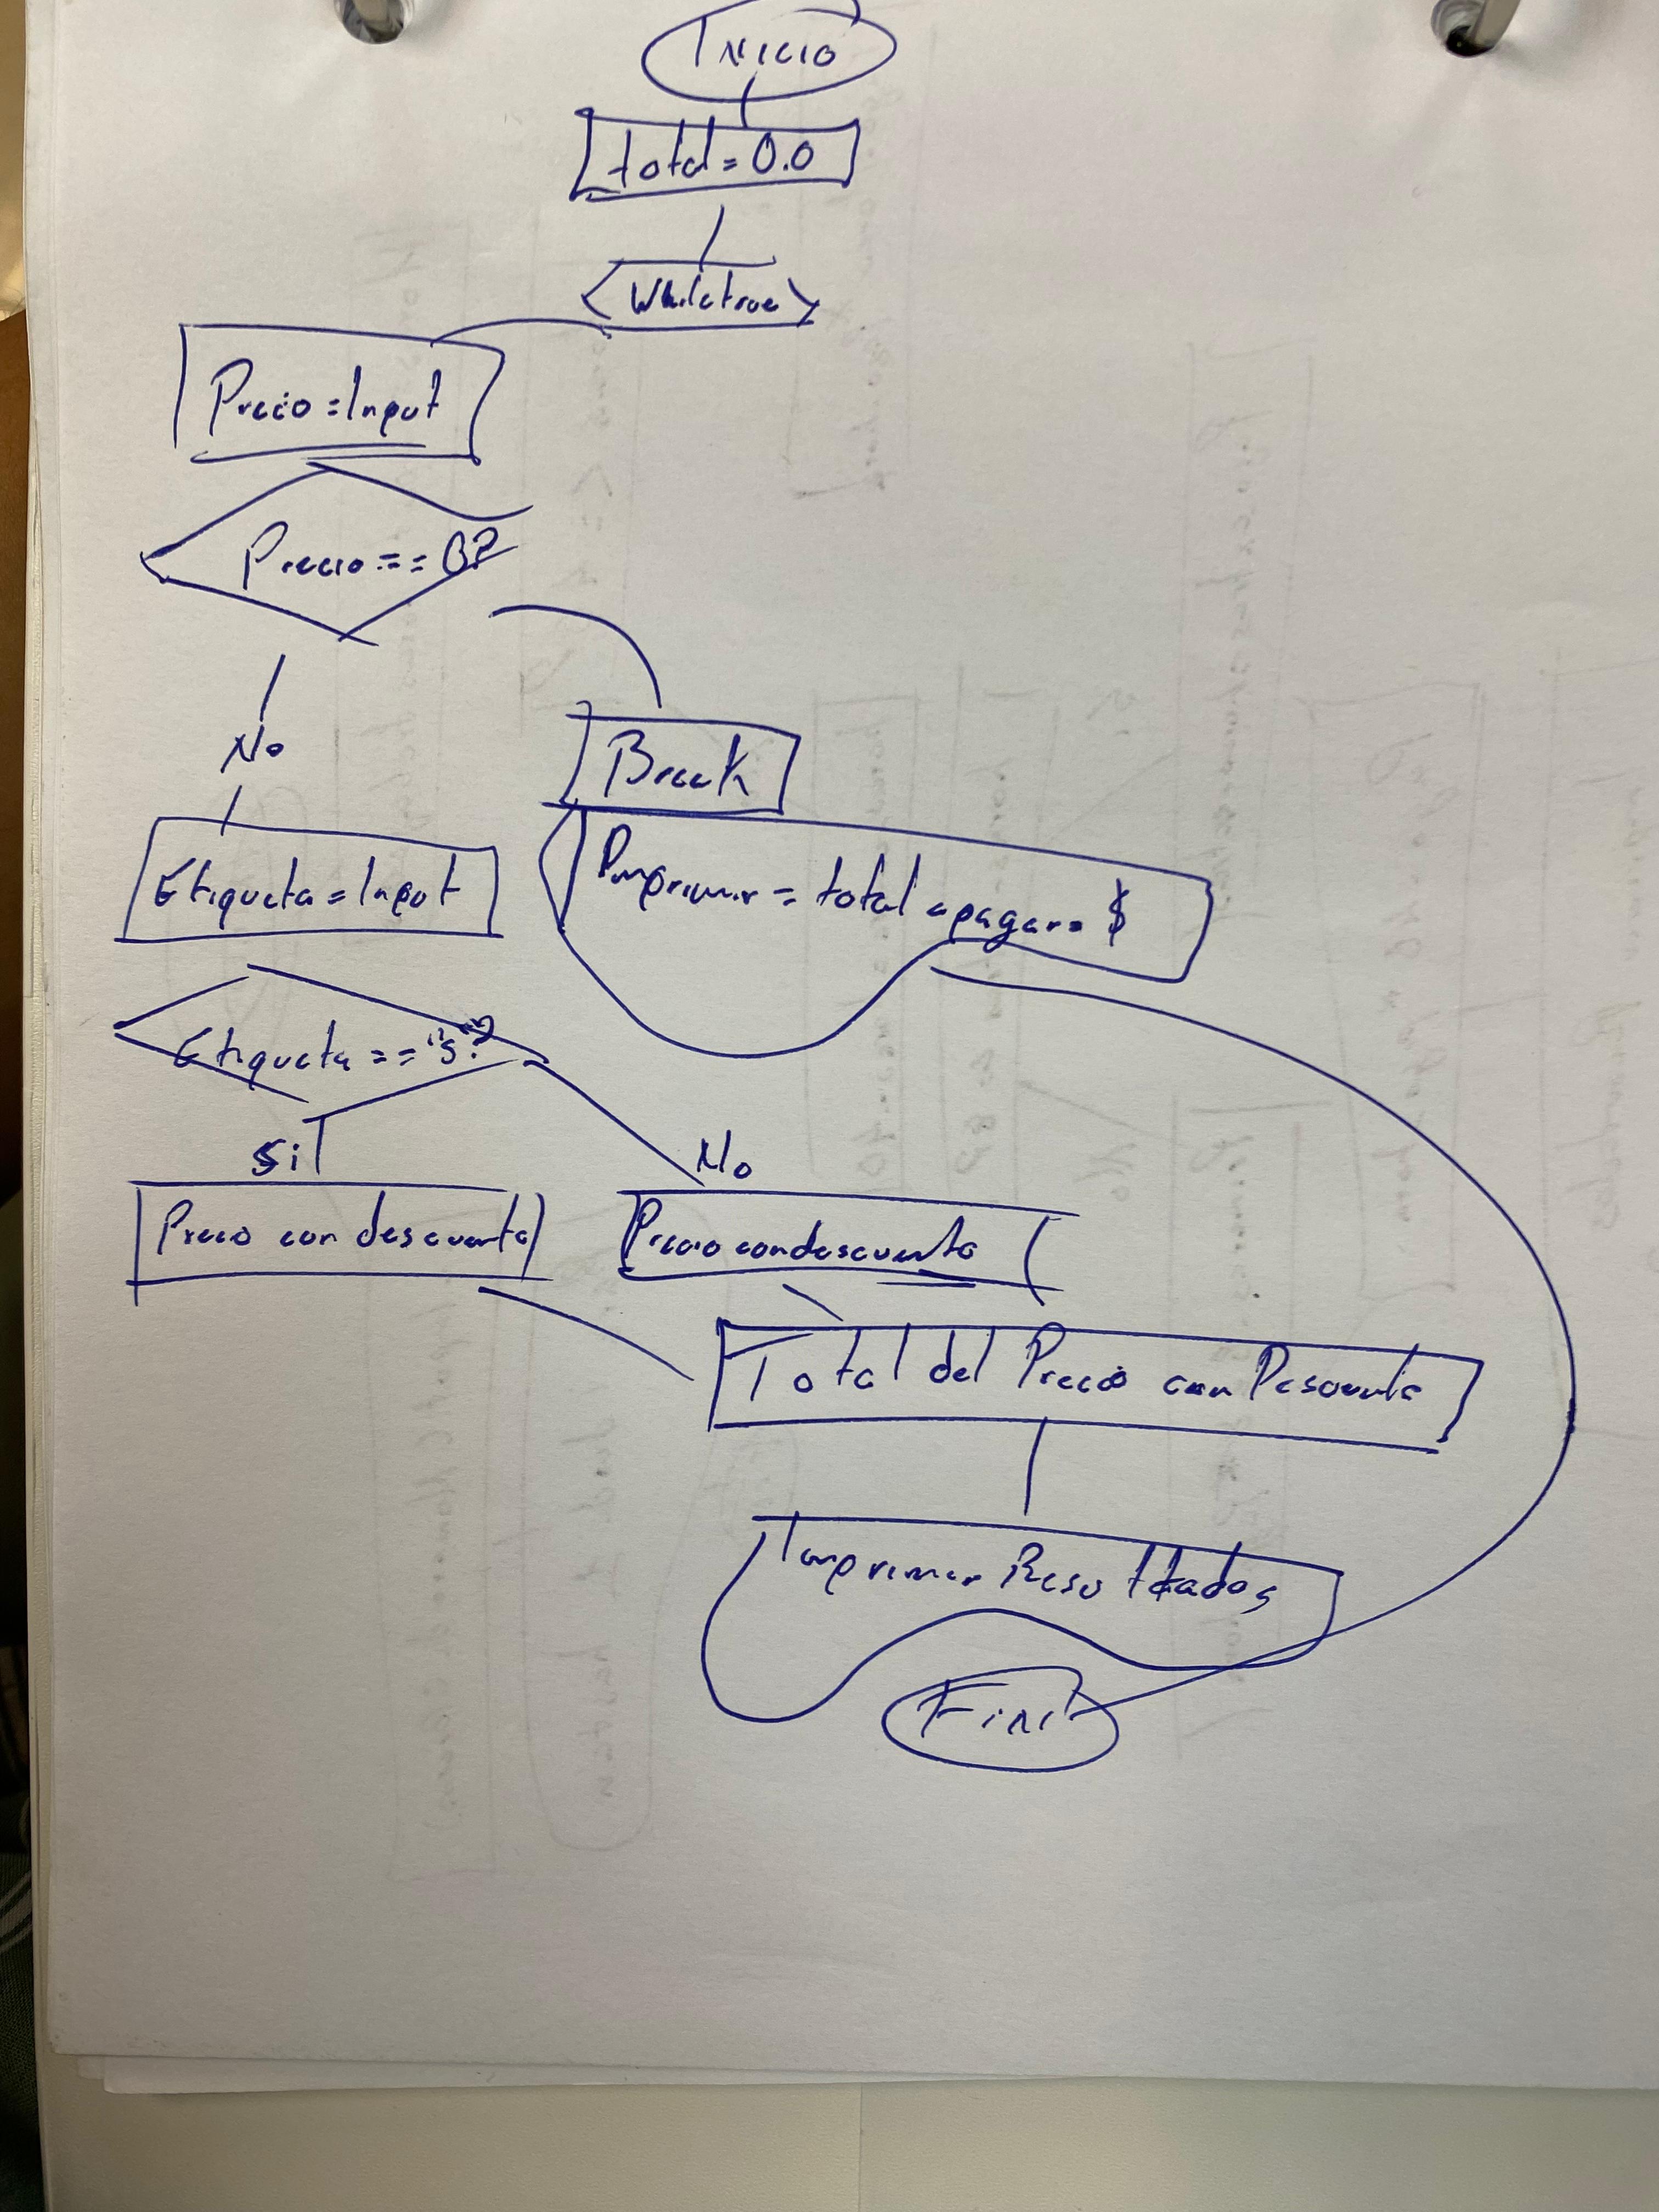 Inicio
total = 0.0
While true
Precio = Input
Precio == 0?
No
Break
Etiqueta = Input
Imprimir = total a pagar = $
Etiqueta == "s"?
Si
No
Precio con descuento
Precio con descuento
Total del Precio con Descuento
Imprimir Resultados
Fin